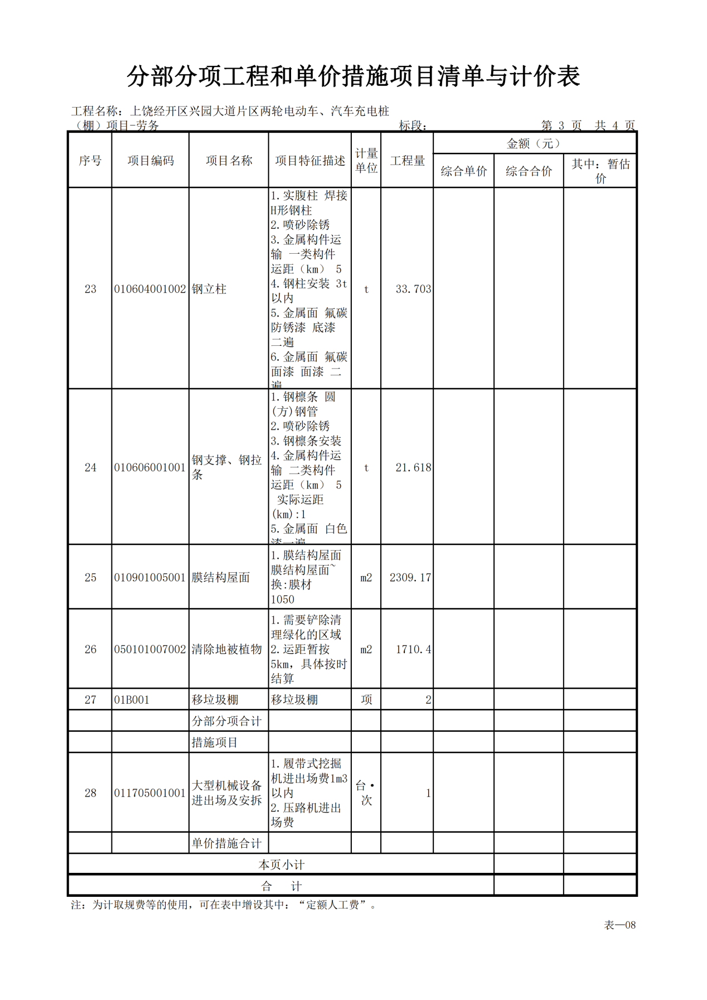 分部分项工程和单价措施项目清单与计价表
工程名称：上饶经开区兴园大道片区两轮电动车、汽车充电桩
（棚）项目-劳务 标段： 第 3 页 共 4 页
序号 项目编码 项目名称 项目特征描述 计量单位 工程量 金额（元）
综合单价 综合合价 其中：暂估价
23 010604001002 钢立柱
1.实腹柱 焊接
H形钢柱
2.喷砂除锈
3.金属构件运
输 一类构件
运距（km） 5
4.钢柱安装 3t
以内
5.金属面 氟碳
防锈漆 底漆
二遍
6.金属面 氟碳
面漆 面漆 二
遍
t 33.703
24 010606001001 钢支撑、钢拉
条
1.钢檩条 圆
(方)钢管
2.喷砂除锈
3.钢檩条安装
4.金属构件运
输 二类构件
运距（km） 5
实际运距
(km):1
5.金属面 白色
漆一遍
t 21.618
25 010901005001 膜结构屋面
1.膜结构屋面
膜结构屋面~
换:膜材
1050
m2 2309.17
26 050101007002 清除地被植物
1.需要铲除清
理绿化的区域
2.运距暂按
5km，具体按时
结算
m2 1710.4
27 01B001 移垃圾棚 移垃圾棚 项 2
分部分项合计
措施项目
28 011705001001 大型机械设备
进出场及安拆
1.履带式挖掘
机进出场费1m3
以内
2.压路机进出
场费
台•
次
1
单价措施合计
本页小计
合 计
注：为计取规费等的使用，可在表中增设其中：“定额人工费”。
表—08